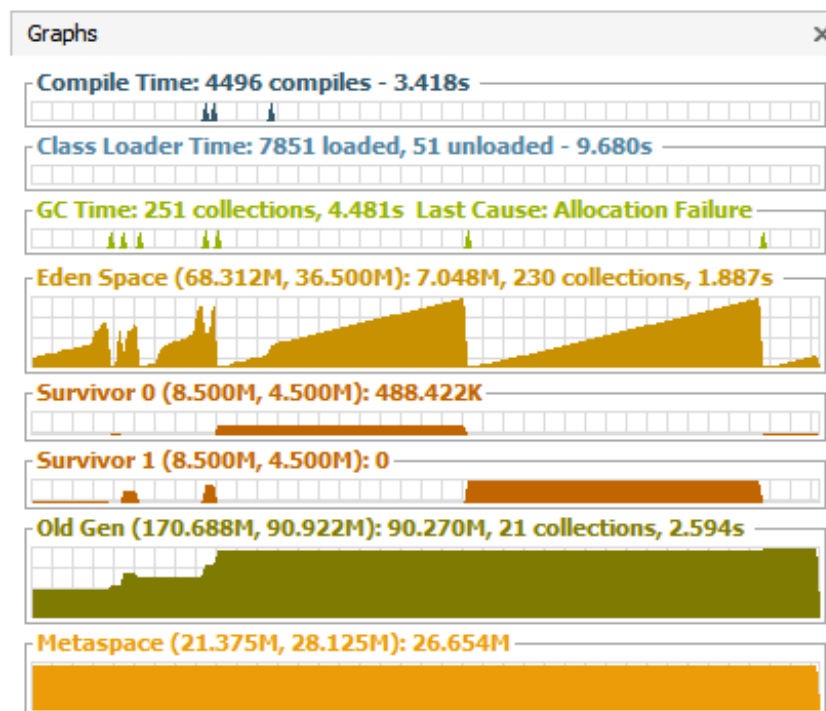 Graphs
Compile Time: 4496 compiles - 3.418s
Class Loader Time: 7851 loaded, 51 unloaded - 9.680s
GC Time: 251 collections, 4.481s Last Cause: Allocation Failure
Eden Space (68.312M, 36.500M): 7.048M, 230 collections, 1.887s
Survivor 0 (8.500M, 4.500M): 488.422K
Survivor 1 (8.500M, 4.500M): 0
Old Gen (170.688M, 90.922M): 90.270M, 21 collections, 2.594s
Metaspace (21.375M, 28.125M): 26.654M